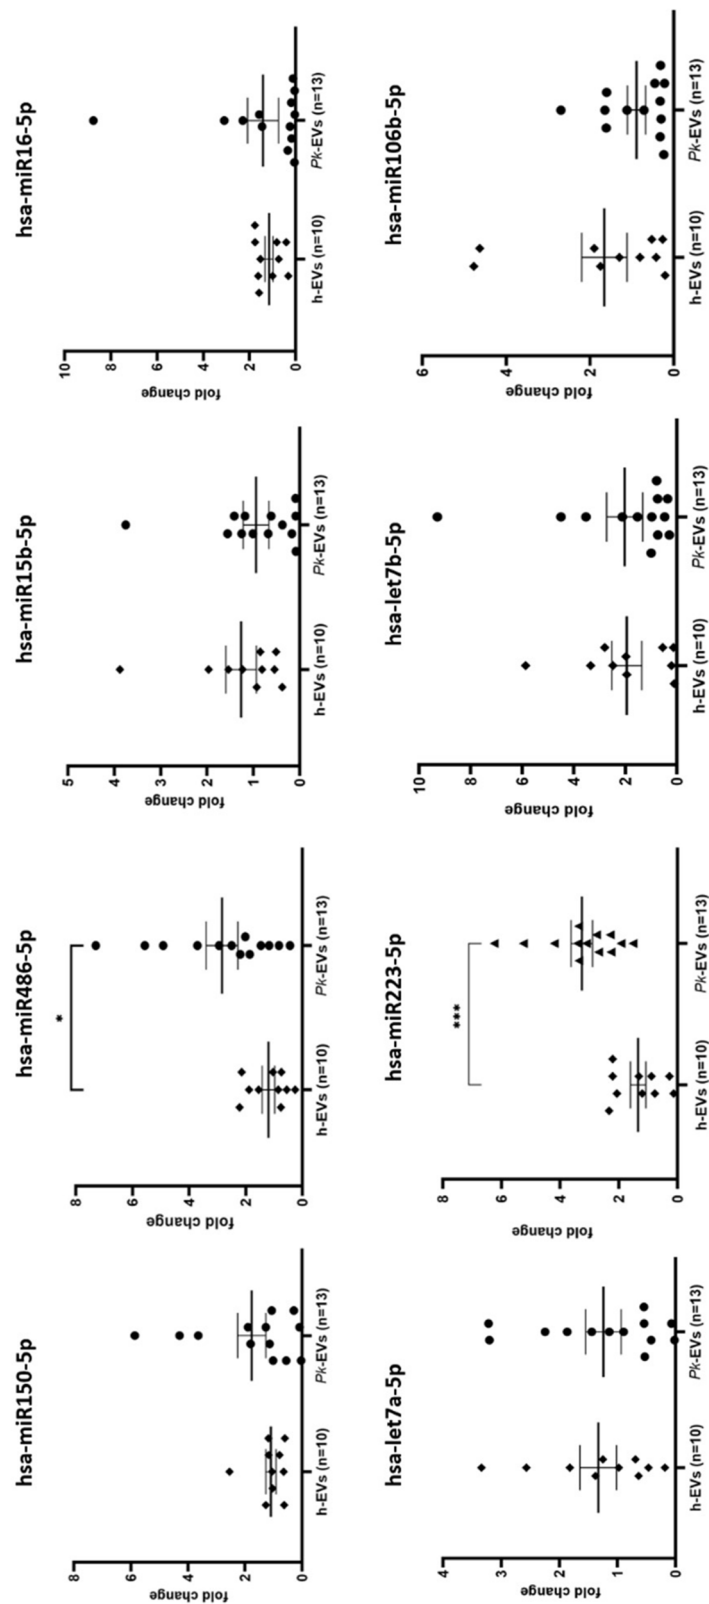 hsa-miR150-5p
fold change
8
6
4
2
0
h-EVs (n=10)
Pk-EVs (n=13)
hsa-miR486-5p
*
fold change
8
6
4
2
0
h-EVs (n=10)
Pk-EVs (n=13)
hsa-miR15b-5p
fold change
5
4
3
2
1
0
h-EVs (n=10)
Pk-EVs (n=13)
hsa-miR16-5p
fold change
10
8
6
4
2
0
h-EVs (n=10)
Pk-EVs (n=13)
hsa-let7a-5p
fold change
4
3
2
1
0
h-EVs (n=10)
Pk-EVs (n=13)
hsa-miR223-5p
***
fold change
8
6
4
2
0
h-EVs (n=10)
Pk-EVs (n=13)
hsa-let7b-5p
fold change
10
8
6
4
2
0
h-EVs (n=10)
Pk-EVs (n=13)
hsa-miR106b-5p
fold change
6
4
2
0
h-EVs (n=10)
Pk-EVs (n=13)